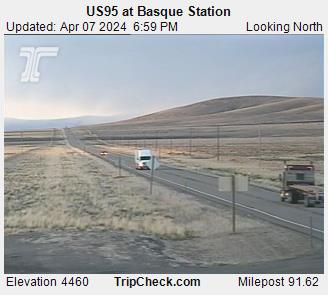 US95 at Basque Station
Updated: Apr 07 2024 6:59 PM Looking North
Elevation 4460 TripCheck.com Milepost 91.62